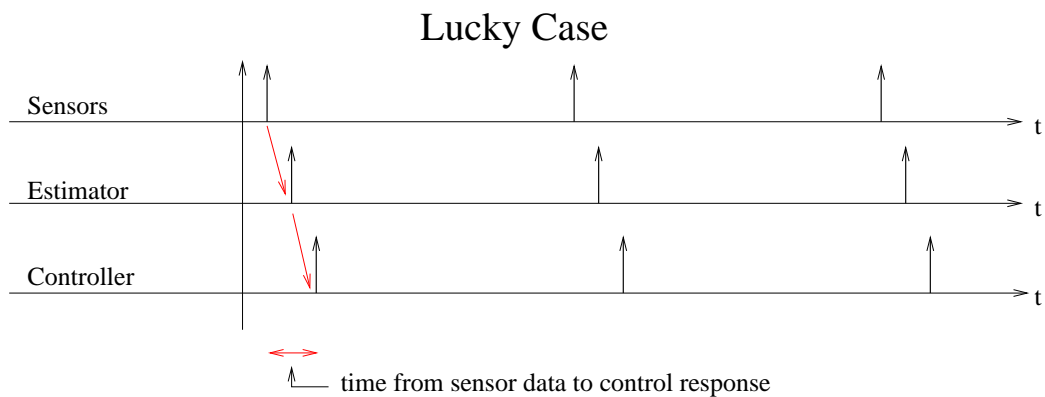 Lucky Case
Sensors
t
Estimator
t
Controller
t
time from sensor data to control response